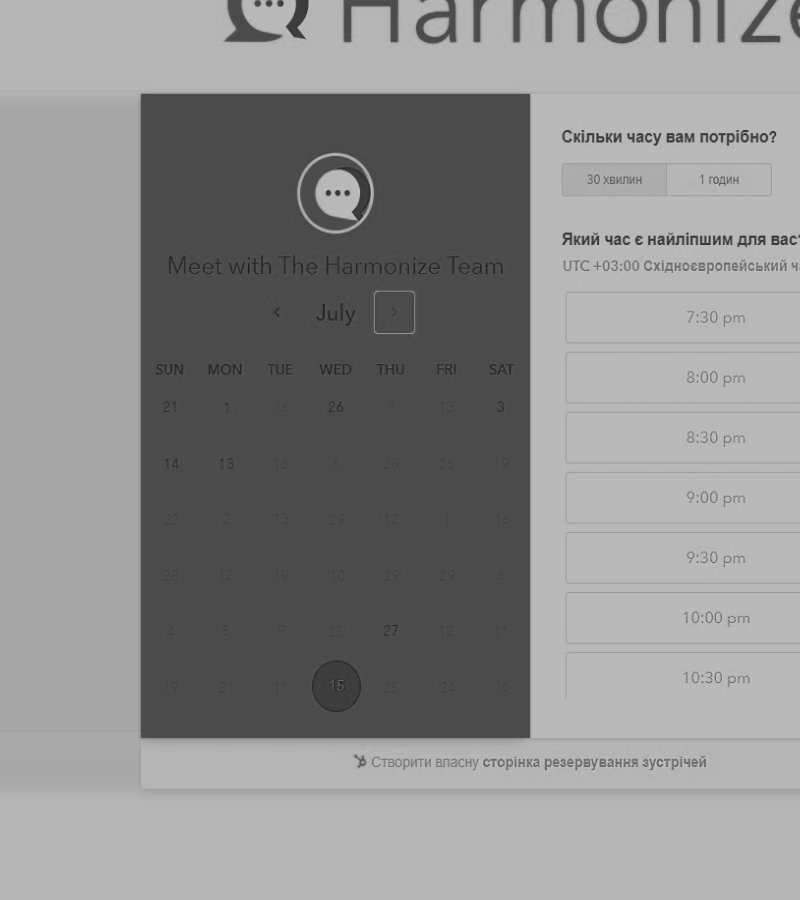 Harmonize
Meet with The Harmonize Team
July
SUN MON TUE WED THU FRI SAT
21 1 16 26 9 13 3
14 13 18 6 28 26 19
22 2 13 29 12 1 16
28 12 19 10 29 29 6
4 5 9 25 27 12 11
19 21 11 15 25 24 16
Скільки часу вам потрібно?
30 хвилин 1 годин
Який час є найліпшим для вас?
UTC +03:00 Східноєвропейський ч
7:30 pm
8:00 pm
8:30 pm
9:00 pm
9:30 pm
10:00 pm
10:30 pm
Створити власну сторінка резервування зустрічей